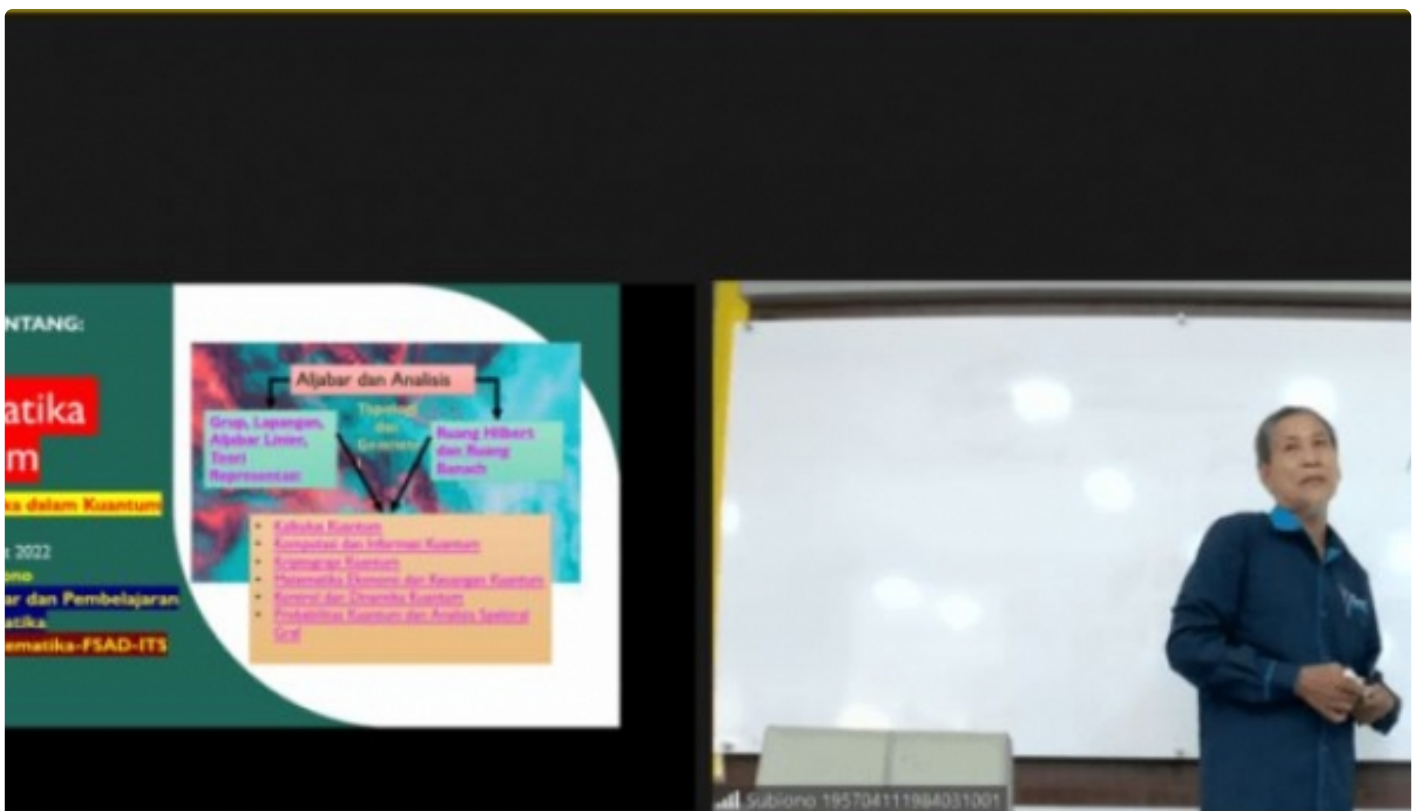 NTANG:
atika
m
ka dalam Kuantum
t 2022
ono
ar dan Pembelajaran
atika
ematika-FSAD-ITS
Aljabar dan Analisis
Topologi
dan
Geometri
Grup, Lapangan,
Aljabar Linier,
Teori
Representasi
Ruang Hilbert
dan Ruang
Banach
• Kalkulus Kuantum
• Komputasi dan Informasi Kuantum
• Kriptograpi Kuantum
• Matematika Ekonomi dan Keuangan Kuantum
• Kontrol dan Dinamika Kuantum
• Probabilitas Kuantum dan Analisis Spektral
Graf
Subiono 195704111984031001